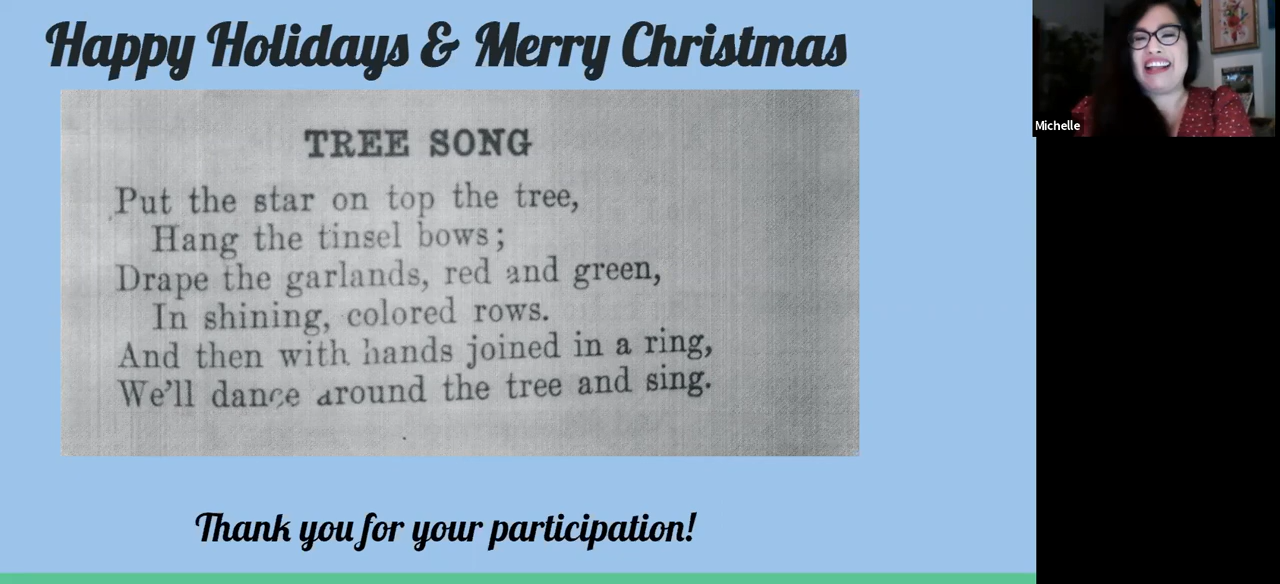 Happy Holidays & Merry Christmas
TREE SONG
Put the star on top the tree,
Hang the tinsel bows;
Drape the garlands, red and green,
In shining, colored rows.
And then with hands joined in a ring,
We'll dance around the tree and sing.
Thank you for your participation!
Michelle